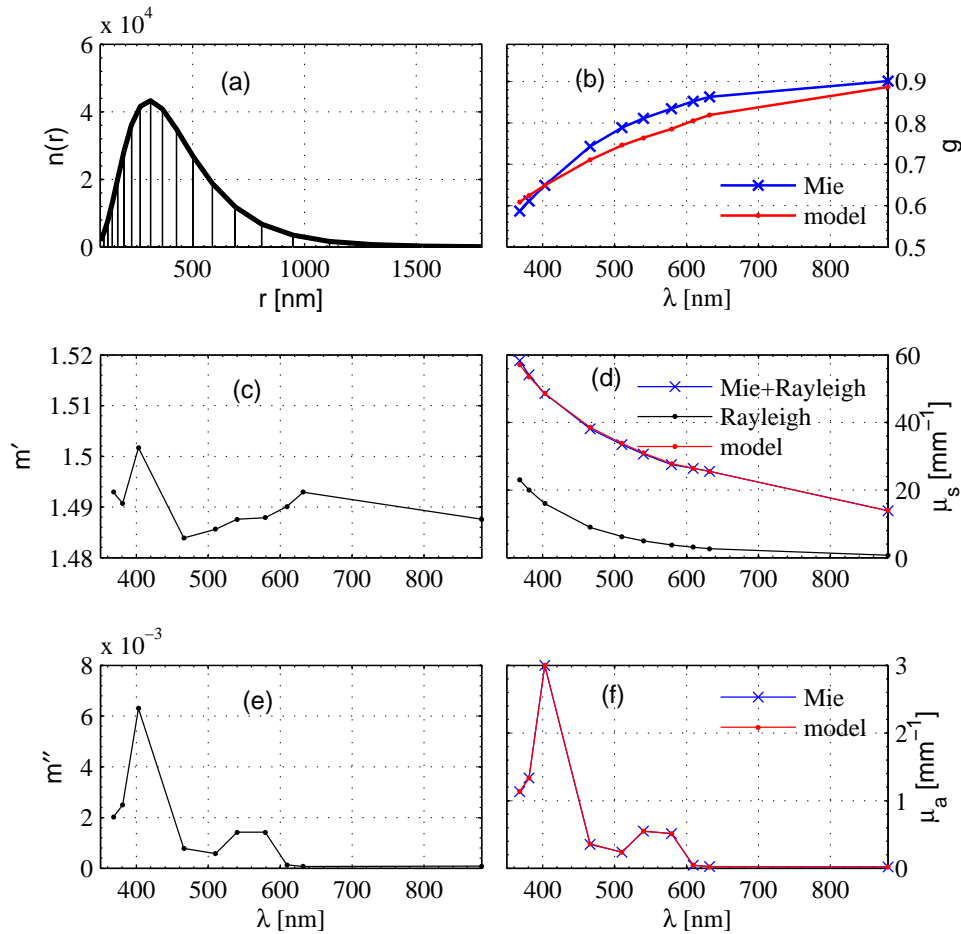 x 10⁴
6
4
2
0
n(r)
(a)
500
1000
1500
r [nm]
(b)
0.9
0.8
0.7
0.6
0.5
g
Mie
model
400
500
600
700
800
λ [nm]
1.52
1.51
1.5
1.49
1.48
m′
(c)
400
500
600
700
800
(d)
60
40
20
0
μs [mm⁻¹]
Mie+Rayleigh
Rayleigh
model
400
500
600
700
800
x 10⁻³
8
6
4
2
0
m′′
(e)
400
500
600
700
800
λ [nm]
(f)
3
2
1
0
μa [mm⁻¹]
Mie
model
400
500
600
700
800
λ [nm]